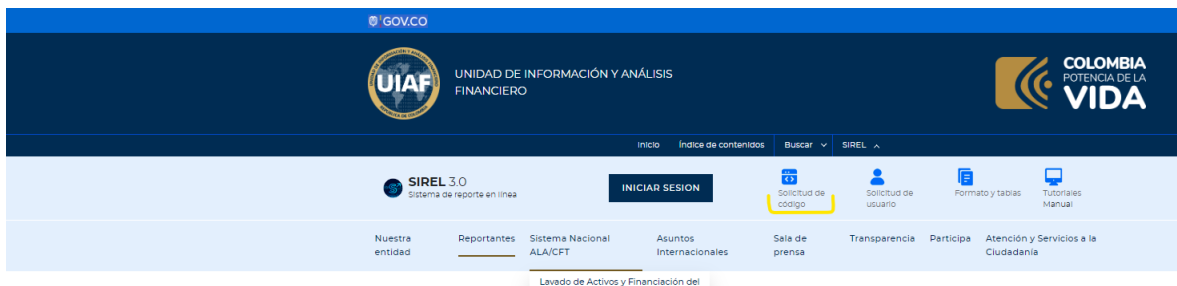 GOV.CO
UIAF
UNIDAD DE INFORMACIÓN Y ANÁLISIS
FINANCIERO
COLOMBIA
POTENCIA DE LA
VIDA
Inicio Índice de contenidos Buscar SIREL
SIREL 3.0
Sistema de reporte en línea
INICIAR SESION
Solicitud de
código
Solicitud de
usuario
Formato y tablas
Tutoriales
Manual
Nuestra
entidad
Reportantes
Sistema Nacional
ALA/CFT
Asuntos
Internacionales
Sala de
prensa
Transparencia
Participa
Atención y Servicios a la
Ciudadanía
Lavado de Activos y Financiación del